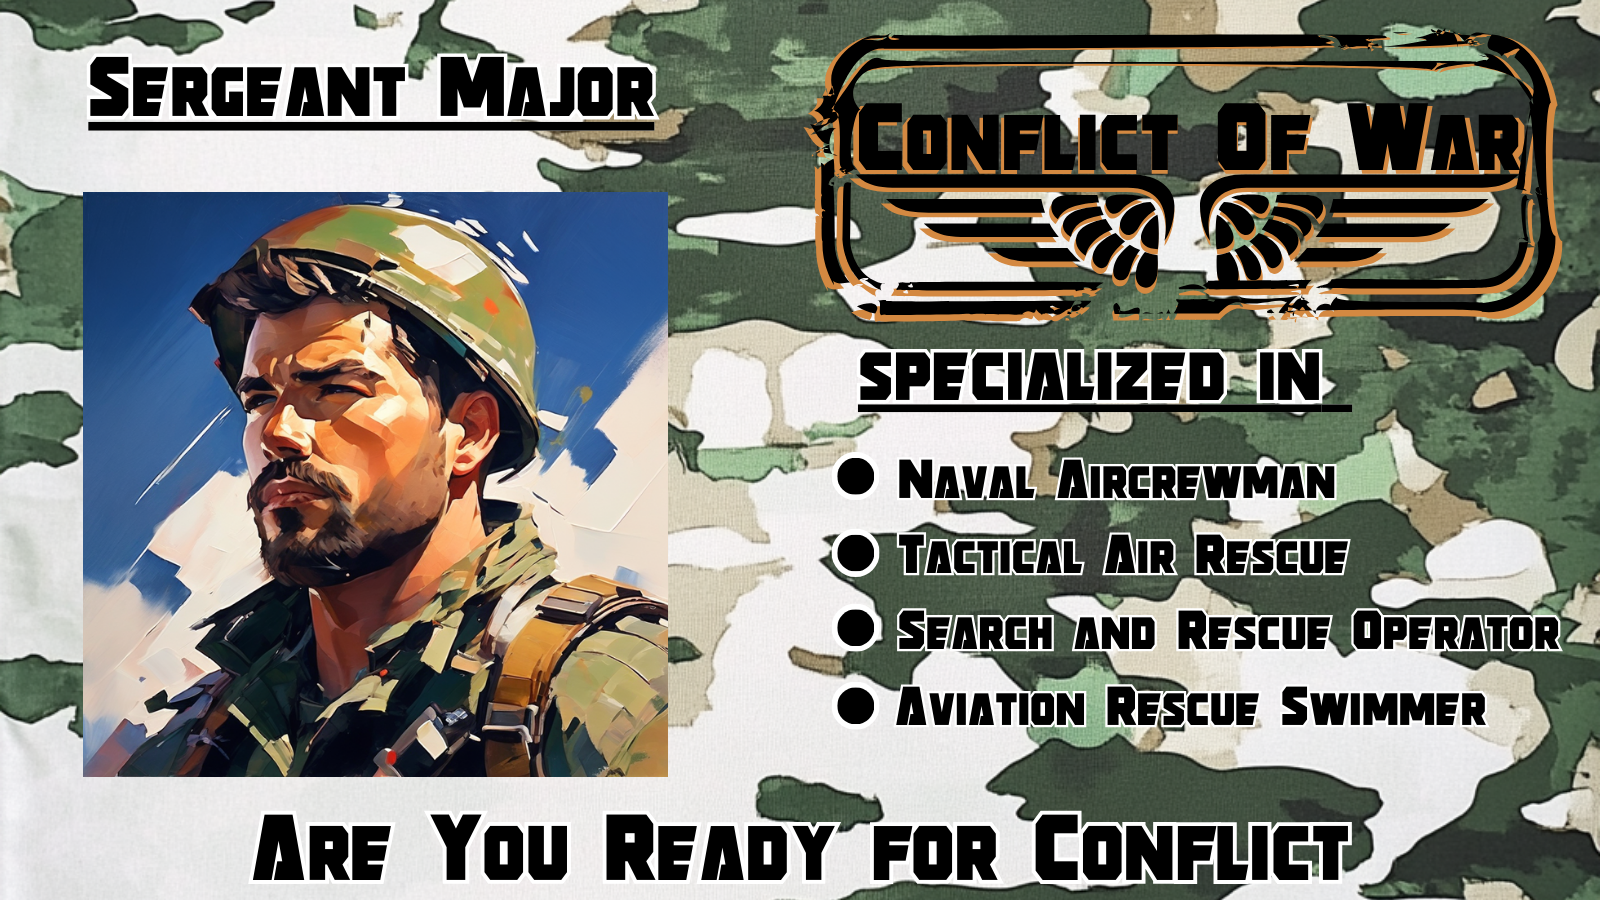 Sergeant Major
Conflict Of War
SPECIALIZED IN
● Naval Aircrewman
● Tactical Air Rescue
● Search and Rescue Operator
● Aviation Rescue Swimmer
Are You Ready for Conflict